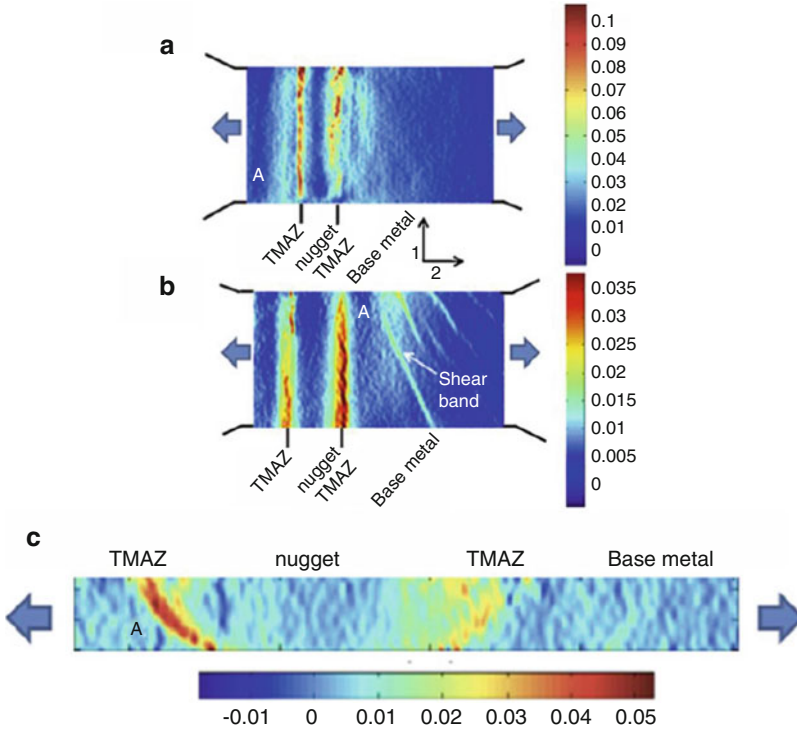 a
0.1
0.09
0.08
0.07
0.06
0.05
0.04
0.03
0.02
0.01
0
A
TMAZ
nugget
TMAZ
Base metal
1
2
b
0.035
0.03
0.025
0.02
0.015
0.01
0.005
0
A
Shear
band
TMAZ
nugget
TMAZ
Base metal
c
TMAZ nugget TMAZ Base metal
A
-0.01 0 0.01 0.02 0.03 0.04 0.05